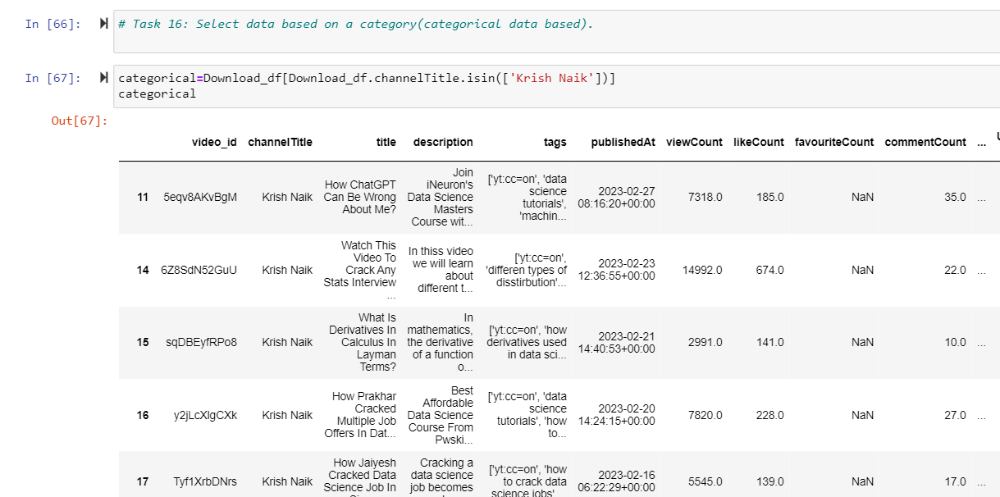 In [66]: # Task 16: Select data based on a category(categorical data based).
In [67]: categorical=Download_df[Download_df.channelTitle.isin(['Krish Naik'])]
categorical
Out[67]:
video_id channelTitle title description tags publishedAt viewCount likeCount favouriteCount commentCount ...
11 5eqv8AKvBgM Krish Naik How ChatGPT Can Be Wrong About Me? Join iNeuron's Data Science Masters Course wit... ['yt:cc=on', 'data science tutorials', 'machin... 2023-02-27 08:16:20+00:00 7318.0 185.0 NaN 35.0 ...
14 6Z8SdN52GuU Krish Naik Watch This Video To Crack Any Stats Interview ... In thiss video we will learn about different t... ['yt:cc=on', 'differen types of disstirbution'... 2023-02-23 12:36:55+00:00 14992.0 674.0 NaN 22.0 ...
15 sqDBEyfRPo8 Krish Naik What Is Derivatives In Calculus In Layman Terms? In mathematics, the derivative of a function o... ['yt:cc=on', 'how derivatives used in data sci... 2023-02-21 14:40:53+00:00 2991.0 141.0 NaN 10.0 ...
16 y2jLcXlgCXk Krish Naik How Prakhar Cracked Multiple Job Offers In Dat... Best Affordable Data Science Course From Pwski... ['yt:cc=on', 'data science tutorials', 'how to... 2023-02-20 14:24:15+00:00 7820.0 228.0 NaN 27.0 ...
17 Tyf1XrbDNrs Krish Naik How Jaiyesh Cracked Data Science Job In Cracking a data science job becomes ['yt:cc=on', 'how to crack data science jobs' 2023-02-16 06:22:29+00:00 5545.0 139.0 NaN 17.0 ...